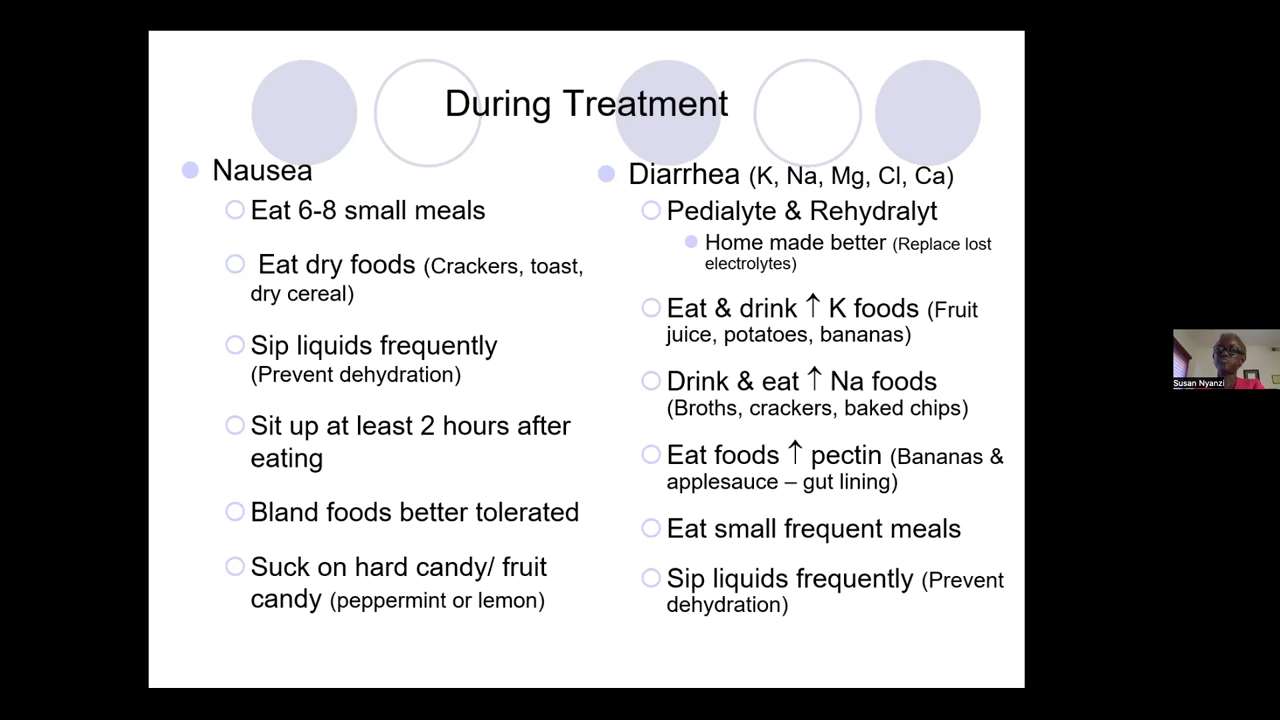 During Treatment
Nausea
Eat 6-8 small meals
Eat dry foods (Crackers, toast,
dry cereal)
Sip liquids frequently
(Prevent dehydration)
Sit up at least 2 hours after
eating
Bland foods better tolerated
Suck on hard candy/ fruit
candy (peppermint or lemon)
Diarrhea (K, Na, Mg, Cl, Ca)
Pedialyte & Rehydralyt
Home made better (Replace lost
electrolytes)
Eat & drink ↑ K foods (Fruit
juice, potatoes, bananas)
Drink & eat ↑ Na foods
(Broths, crackers, baked chips)
Eat foods ↑ pectin (Bananas &
applesauce – gut lining)
Eat small frequent meals
Sip liquids frequently (Prevent
dehydration)
Susan Nyanzi